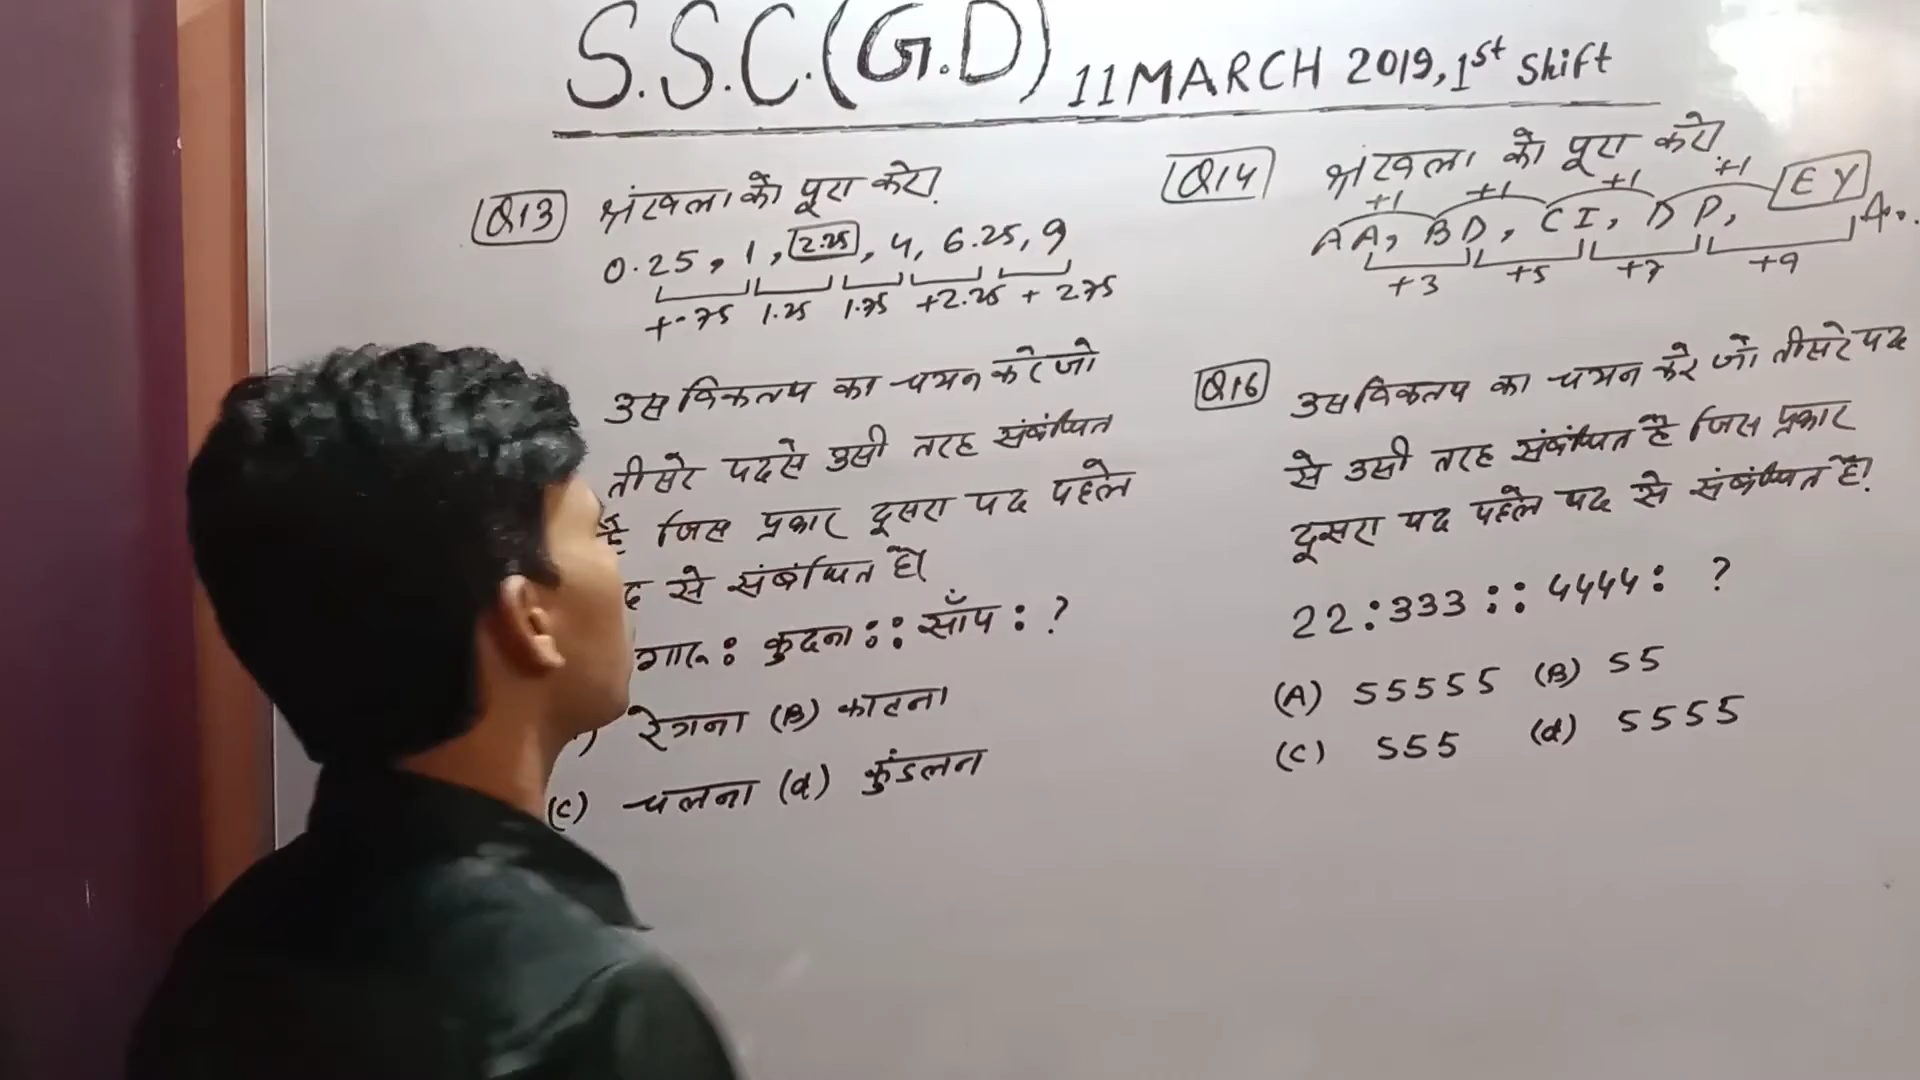 S.S.C.(G.D) 11 MARCH 2019, 1st Shift
Q13 श्रंखला को पूरा करे।
0.25, 1, 2.25, 4, 6.25, 9
+.75 1.25 1.75 +2.25 + 2.75
उस विकल्प का चयन करे जो
तीसरे पद से उसी तरह संबंधित
है जिस प्रकार दूसरा पद पहले
द से संबंधित हो।
कुदना :: साँप : ?
रेगना (B) काटना
(C) चलना (d) कुंडलन
Q14 श्रंखला को पूरा करो
+1 +1 +1 +1
AA, BD, CI, DP, EY A..
+3 +5 +7 +9
Q16 उस विकल्प का चयन करे जो तीसरे पद
से उसी तरह संबंधित है जिस प्रकार
दूसरा पद पहले पद से संबंधित है।
22:333 :: 4444: ?
(A) 55555 (B) 55
(C) 555 (d) 5555